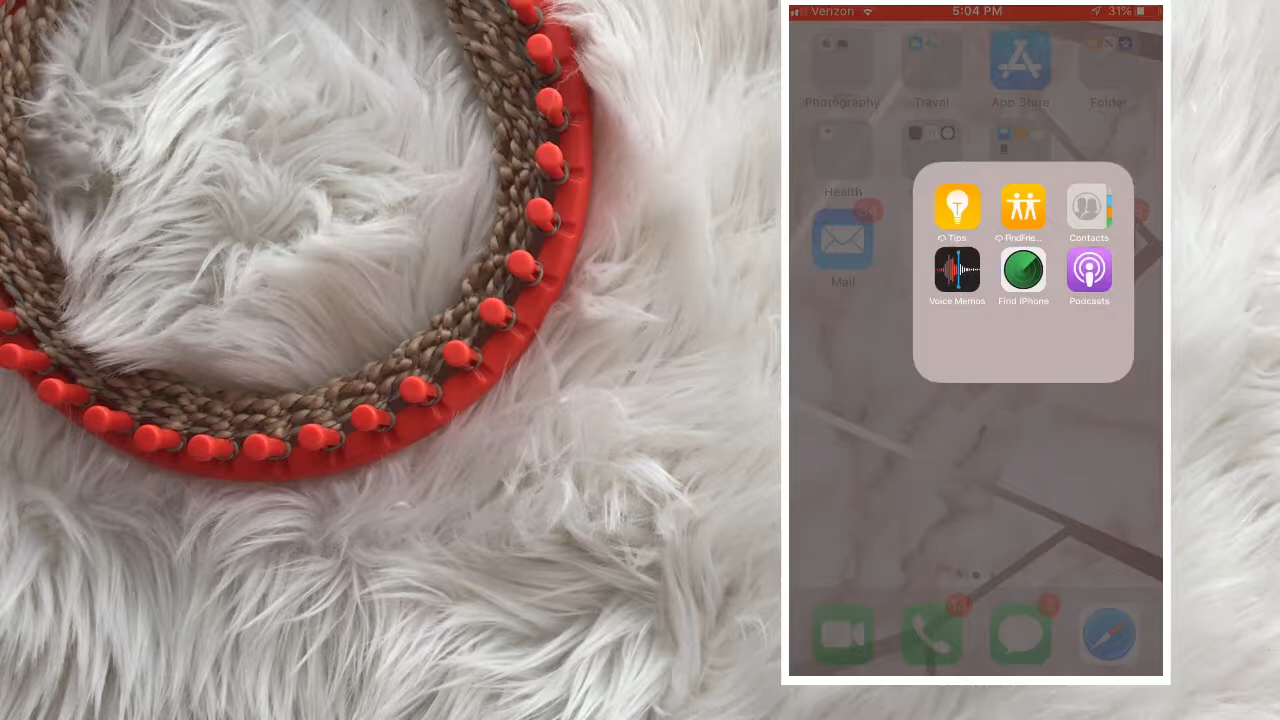 Verizon 5:04 PM 31%
Photography Travel App Store Folder
Health
Tips FindFrie... Contacts
Mail
Voice Memos Find iPhone Podcasts
14